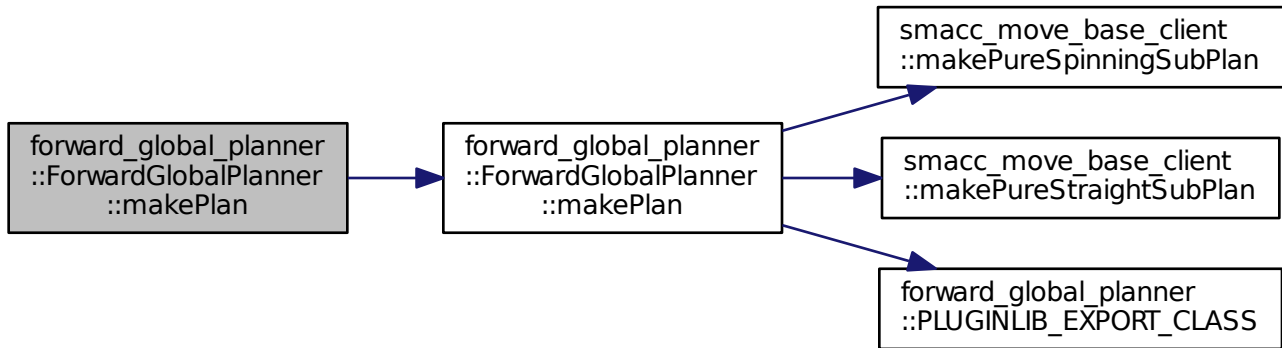 forward_global_planner
::ForwardGlobalPlanner
::makePlan
forward_global_planner
::ForwardGlobalPlanner
::makePlan
smacc_move_base_client
::makePureSpinningSubPlan
smacc_move_base_client
::makePureStraightSubPlan
forward_global_planner
::PLUGINLIB_EXPORT_CLASS